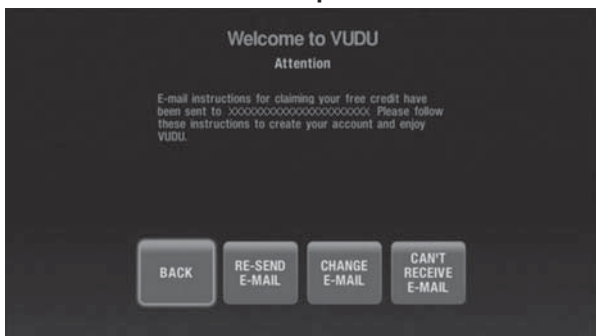 Welcome to VUDU
Attention
E-mail instructions for claiming your free credit have
been sent to XXXXXXXXXXXXXXXXXXXXXX Please follow
these instructions to create your account and enjoy
VUDU.
BACK
RE-SEND
E-MAIL
CHANGE
E-MAIL
CAN'T
RECEIVE
E-MAIL